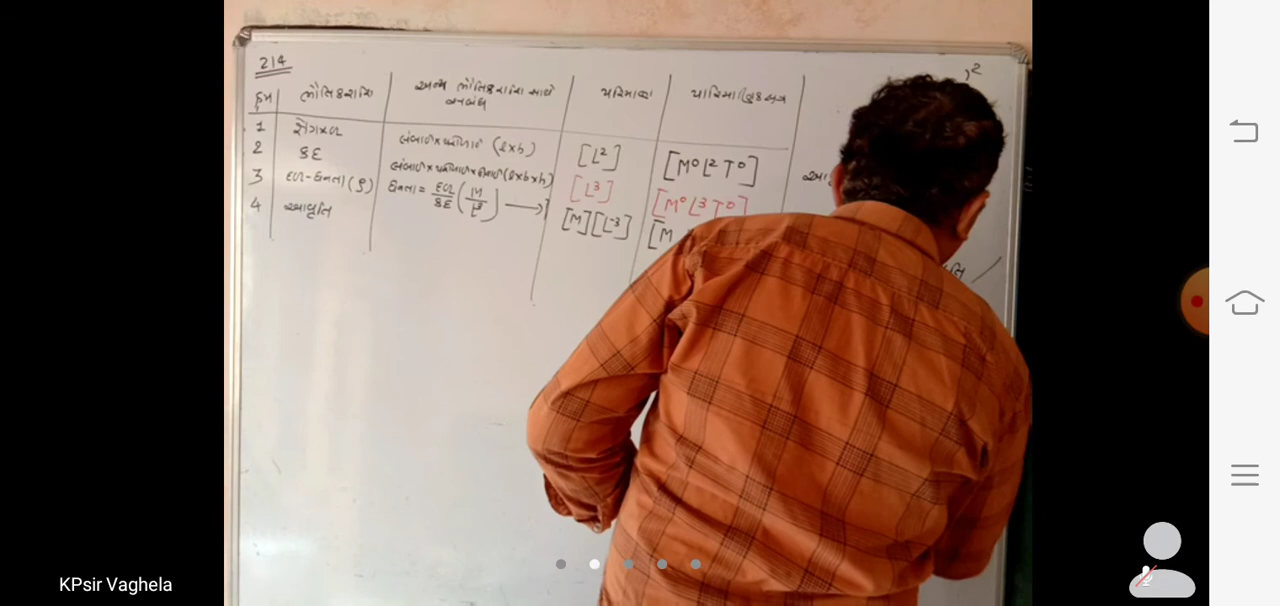 214
ક્રમ ભૌતિકરાશિ અન્ય ભૌતિકરાશિ સાથે સંબંધ પરિમાણ પારિમાણિક સૂત્ર
1 ક્ષેત્રફળ લંબાઈ × પહોળાઈ (l×b) [L²] [M⁰L²T⁰]
2 કદ લંબાઈ × પહોળાઈ × ઊંચાઈ (l×b×h) [L³] [M⁰L³T⁰]
3 દળ-ઘનતા (ρ) ઘનતા = દળ/કદ (M/L³) → [M][L⁻³] [M
4 આવૃત્તિ
KPsir Vaghela